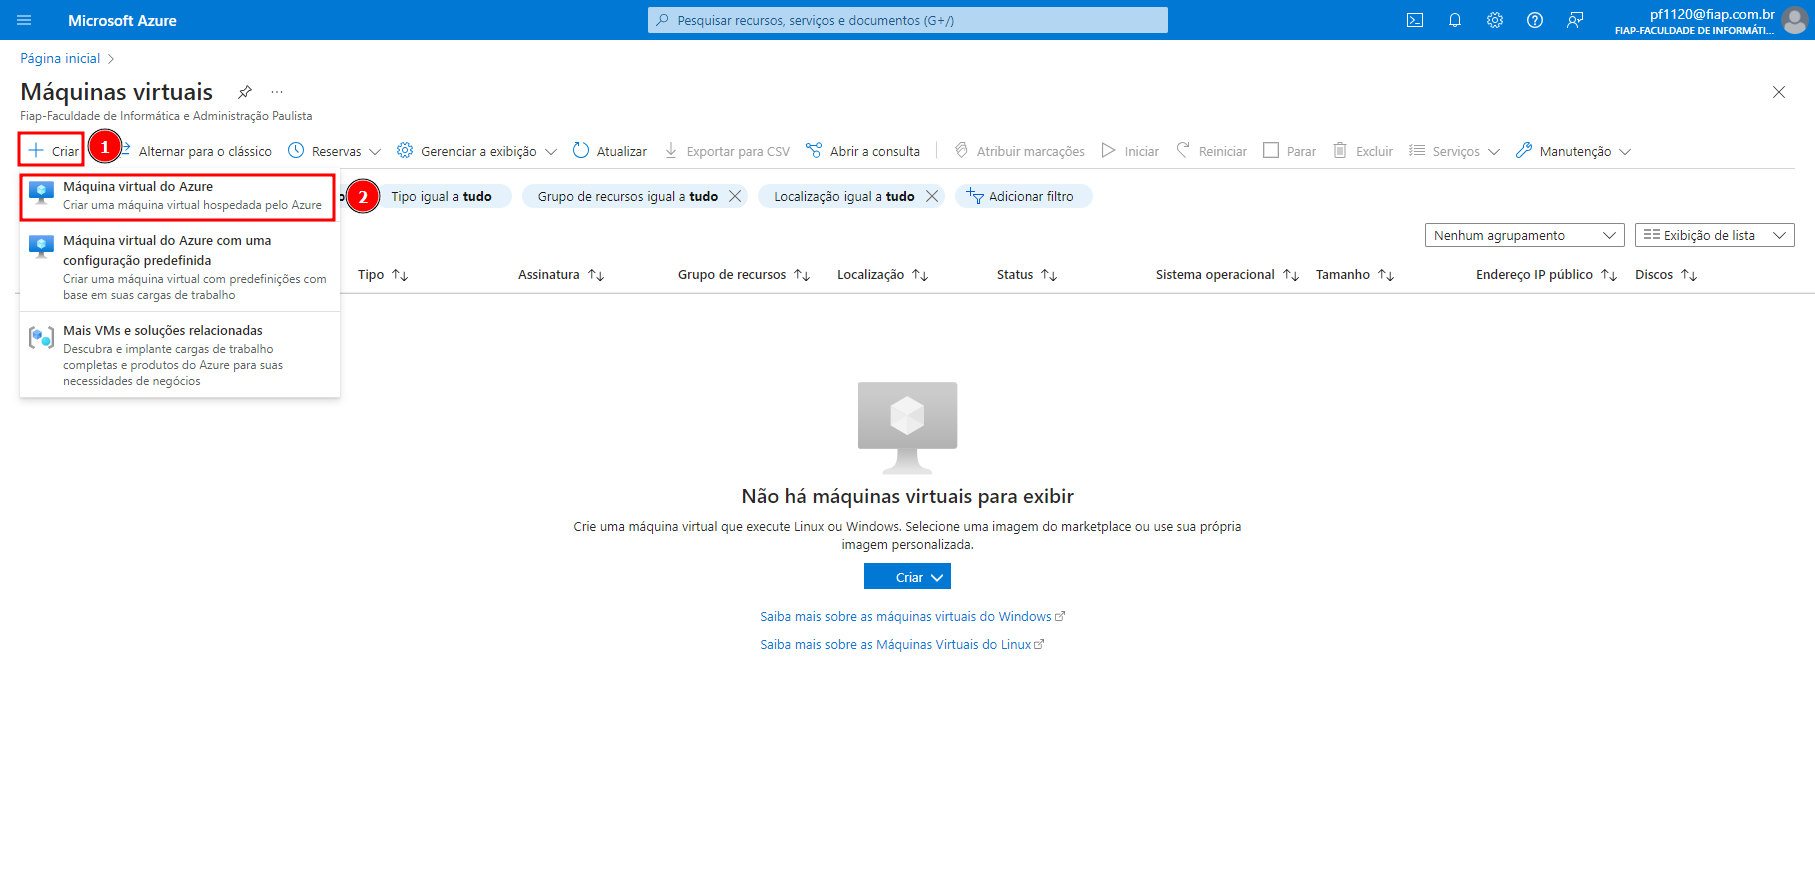 Microsoft Azure
Pesquisar recursos, serviços e documentos (G+/)
pf1120@fiap.com.br
FIAP-FACULDADE DE INFORMÁTI...
Página inicial
Máquinas virtuais
Fiap-Faculdade de Informática e Administração Paulista
Criar
1
Alternar para o clássico
Reservas
Gerenciar a exibição
Atualizar
Exportar para CSV
Abrir a consulta
Atribuir marcações
Iniciar
Reiniciar
Parar
Excluir
Serviços
Manutenção
Máquina virtual do Azure
Criar uma máquina virtual hospedada pelo Azure
2
Tipo igual a tudo
Grupo de recursos igual a tudo
Localização igual a tudo
Adicionar filtro
Máquina virtual do Azure com uma
configuração predefinida
Criar uma máquina virtual com predefinições com
base em suas cargas de trabalho
Mais VMs e soluções relacionadas
Descubra e implante cargas de trabalho
completas e produtos do Azure para suas
necessidades de negócios
Nenhum agrupamento
Exibição de lista
Tipo
Assinatura
Grupo de recursos
Localização
Status
Sistema operacional
Tamanho
Endereço IP público
Discos
Não há máquinas virtuais para exibir
Crie uma máquina virtual que execute Linux ou Windows. Selecione uma imagem do marketplace ou use sua própria
imagem personalizada.
Criar
Saiba mais sobre as máquinas virtuais do Windows
Saiba mais sobre as Máquinas Virtuais do Linux